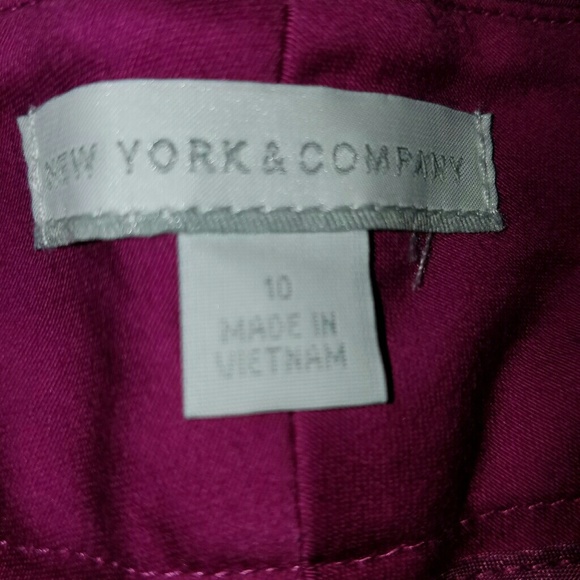 NEW YORK & COMPANY
10
MADE IN
VIETNAM